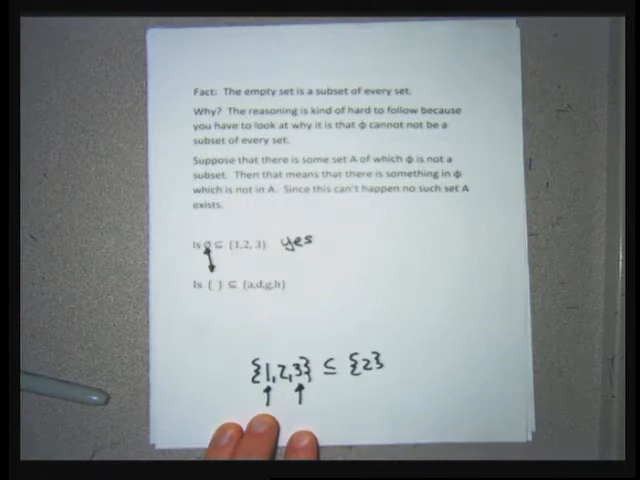 Fact: The empty set is a subset of every set.
Why? The reasoning is kind of hard to follow because
you have to look at why it is that ф cannot not be a
subset of every set.
Suppose that there is some set A of which ф is not a
subset. Then that means that there is something in ф
which is not in A. Since this can't happen no such set A
exists.
Is ф ⊆ {1,2, 3} yes
Is { } ⊆ {a,d,g,h}
{1,2,3} ⊆ {2}